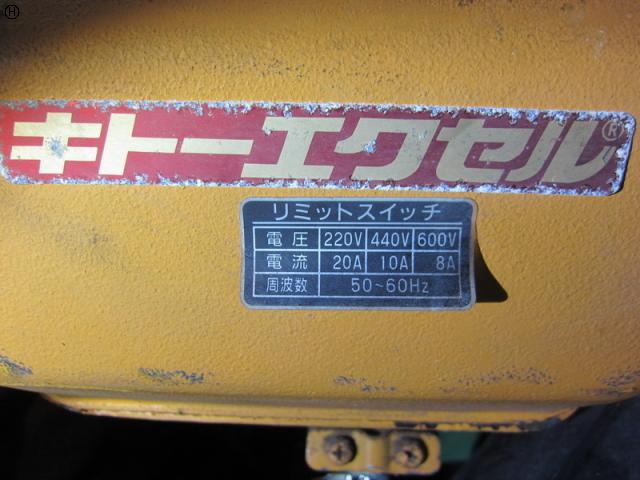 Ⓗ
キトーエクセル®
リミットスイッチ
電圧 220V 440V 600V
電流 20A 10A 8A
周波数 50~60Hz